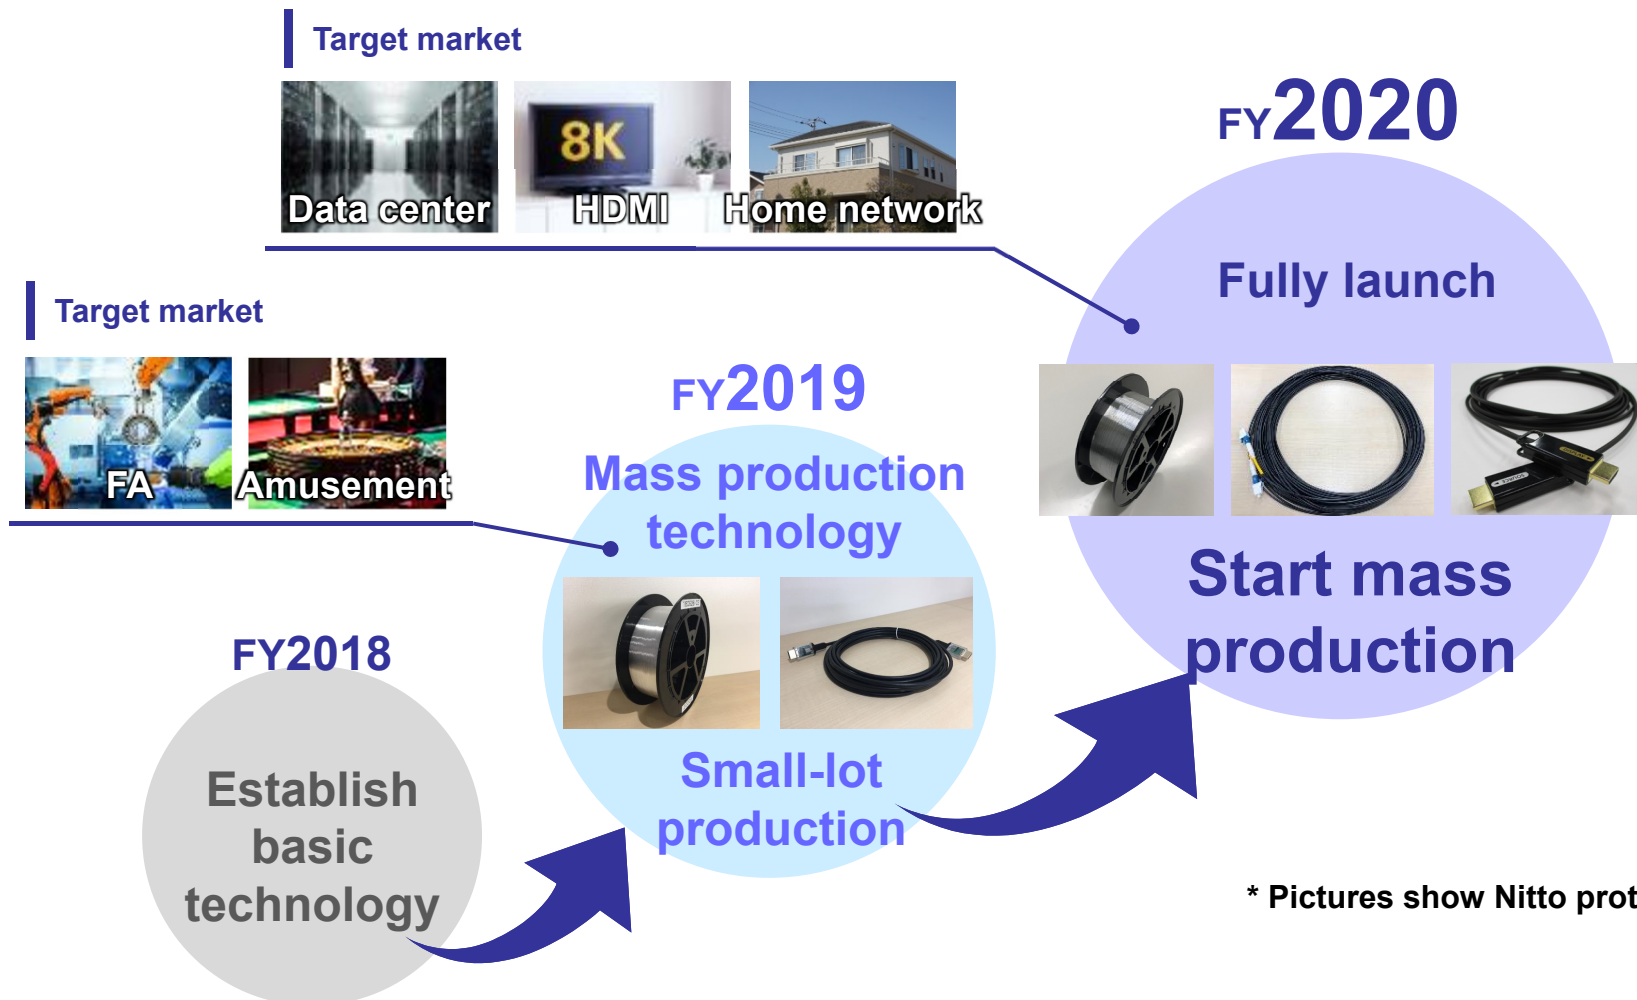 Target market
8K
Data center
HDMI
Home network
FY2020
Fully launch
Start mass
production
Target market
FA
Amusement
FY2019
Mass production
technology
Small-lot
production
FY2018
Establish
basic
technology
* Pictures show Nitto prot